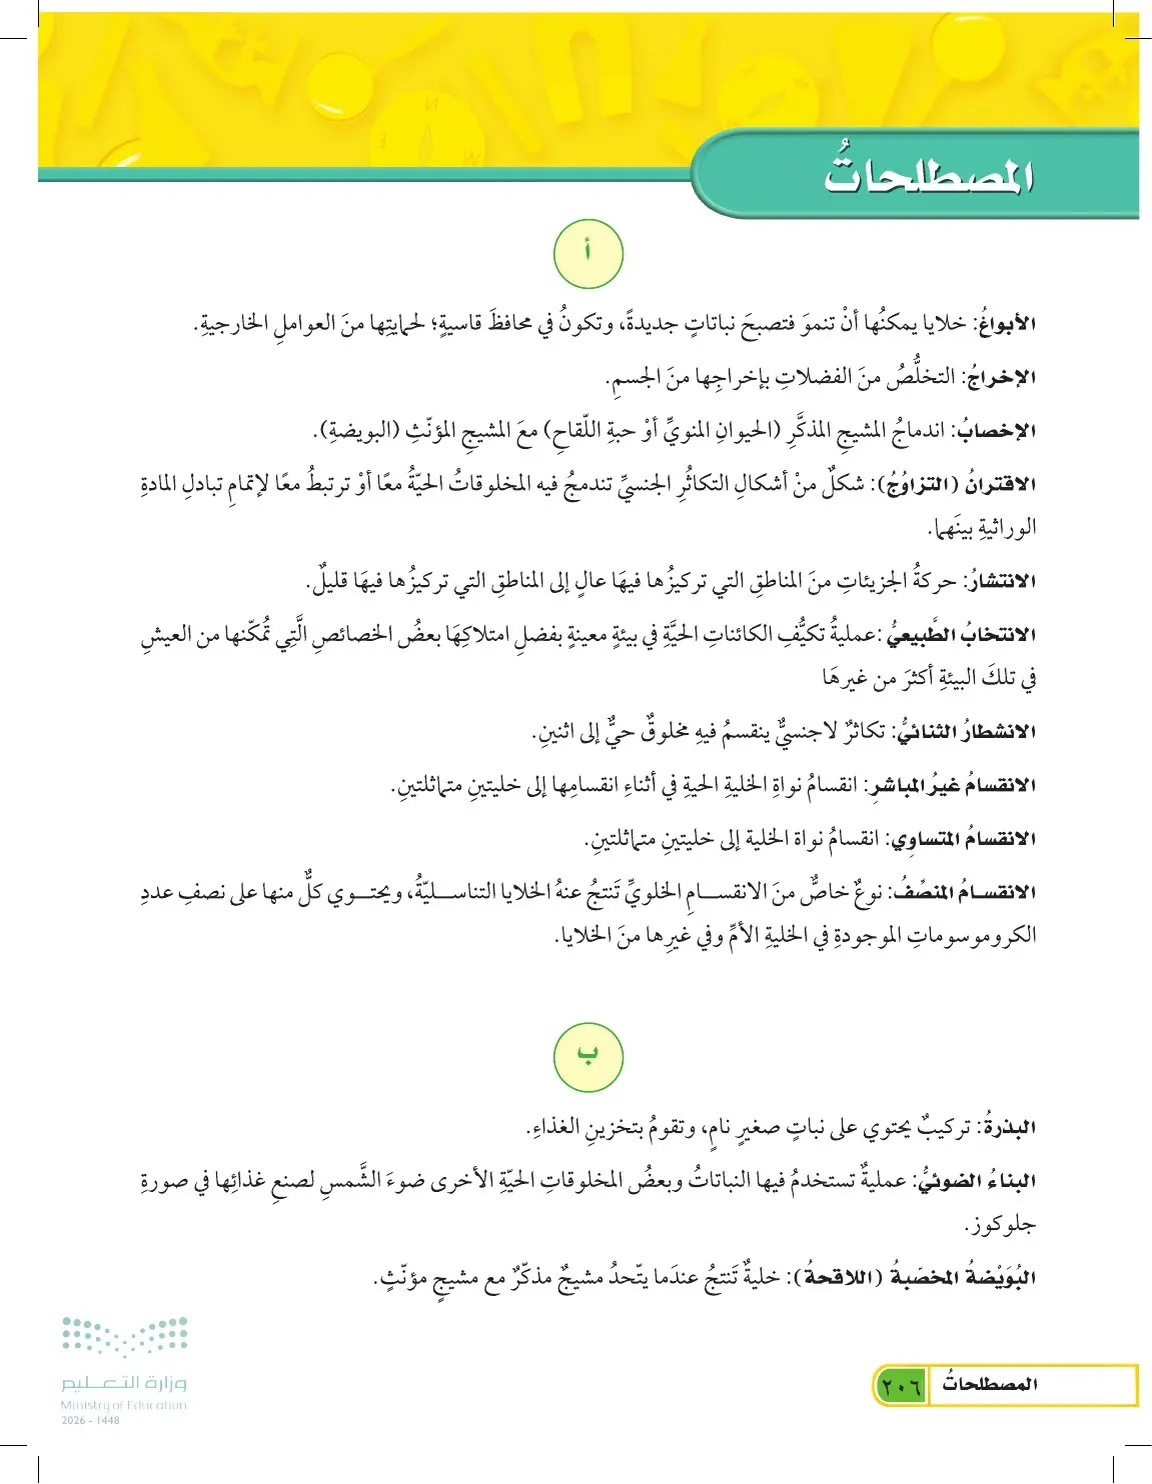 المصطلحاتُ
أ
الأبواغُ: خلايا يمكنُها أنْ تنموَ فتصبحَ نباتاتٍ جديدةً، وتكونُ في محافظَ قاسيةٍ؛ لحمايتِها منَ العواملِ الخارجيةِ.
الإخراجُ: التخلُّصُ منَ الفضلاتِ بإخراجِها منَ الجسمِ.
الإخصابُ: اندماجُ المشيجِ المذكَّرِ (الحيوانِ المنويِّ أوْ حبةِ اللّقاحِ) معَ المشيجِ المؤنّثِ (البويضةِ).
الاقترانُ (التزاوُجُ): شكلٌ منْ أشكالِ التكاثُرِ الجنسيِّ تندمجُ فيه المخلوقاتُ الحيّةُ معًا أوْ ترتبطُ معًا لإتمامِ تبادلِ المادةِ
الوراثيةِ بينَهما.
الانتشارُ: حركةُ الجزيئاتِ منَ المناطقِ التي تركيزُها فيهَا عالٍ إلى المناطقِ التي تركيزُها فيهَا قليلٌ.
الانتخابُ الطَّبيعيُّ :عمليةُ تكيُّفِ الكائناتِ الحيَّةِ في بيئةٍ معينةٍ بفضلِ امتلاكِهَا بعضُ الخصائصِ الَّتِي تُمكّنها من العيشِ
في تلكَ البيئةِ أكثرَ من غيرهَا
الانشطارُ الثنائيُّ: تكاثرٌ لاجنسيٌّ ينقسمُ فيهِ مخلوقٌ حيٌّ إلى اثنينِ.
الانقسامُ غيرُ المباشرِ: انقسامُ نواةِ الخليةِ الحيةِ في أثناءِ انقسامِها إلى خليتينِ متماثلتينِ.
الانقسامُ المتساوِي: انقسامُ نواة الخلية إلى خليتينِ متماثلتينِ.
الانقسامُ المنصِّفُ: نوعٌ خاصٌّ منَ الانقسامِ الخلويِّ تَنتجُ عنهُ الخلايا التناسليّةُ، ويحتوي كلٌّ منها على نصفِ عددِ
الكروموسوماتِ الموجودةِ في الخليةِ الأمِّ وفي غيرِها منَ الخلايا.
ب
البذرةُ: تركيبٌ يحتوي على نباتٍ صغيرٍ نامٍ، وتقومُ بتخزينِ الغذاءِ.
البناءُ الضوئيُّ: عمليةٌ تستخدمُ فيها النباتاتُ وبعضُ المخلوقاتِ الحيّةِ الأخرى ضوءَ الشَّمسِ لصنعِ غذائِها في صورةِ
جلوكوز.
البُوَيْضةُ المخصّبةُ (اللاقحةُ): خليةٌ تَنتجُ عندَما يتّحدُ مشيجٌ مذكّرٌ مع مشيجٍ مؤنّثٍ.
وزارة التعليم
Ministry of Education
2026 - 1448
المصطلحاتُ ٢٠٦